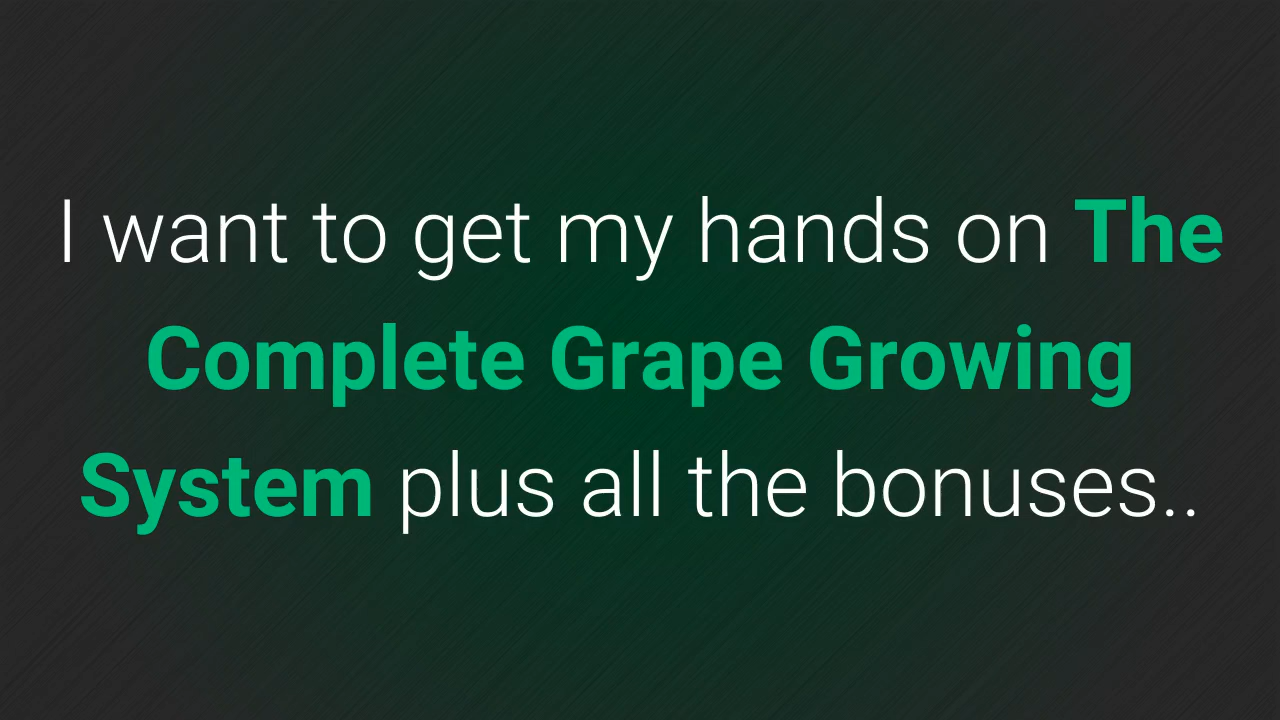 I want to get my hands on The
Complete Grape Growing
System plus all the bonuses..